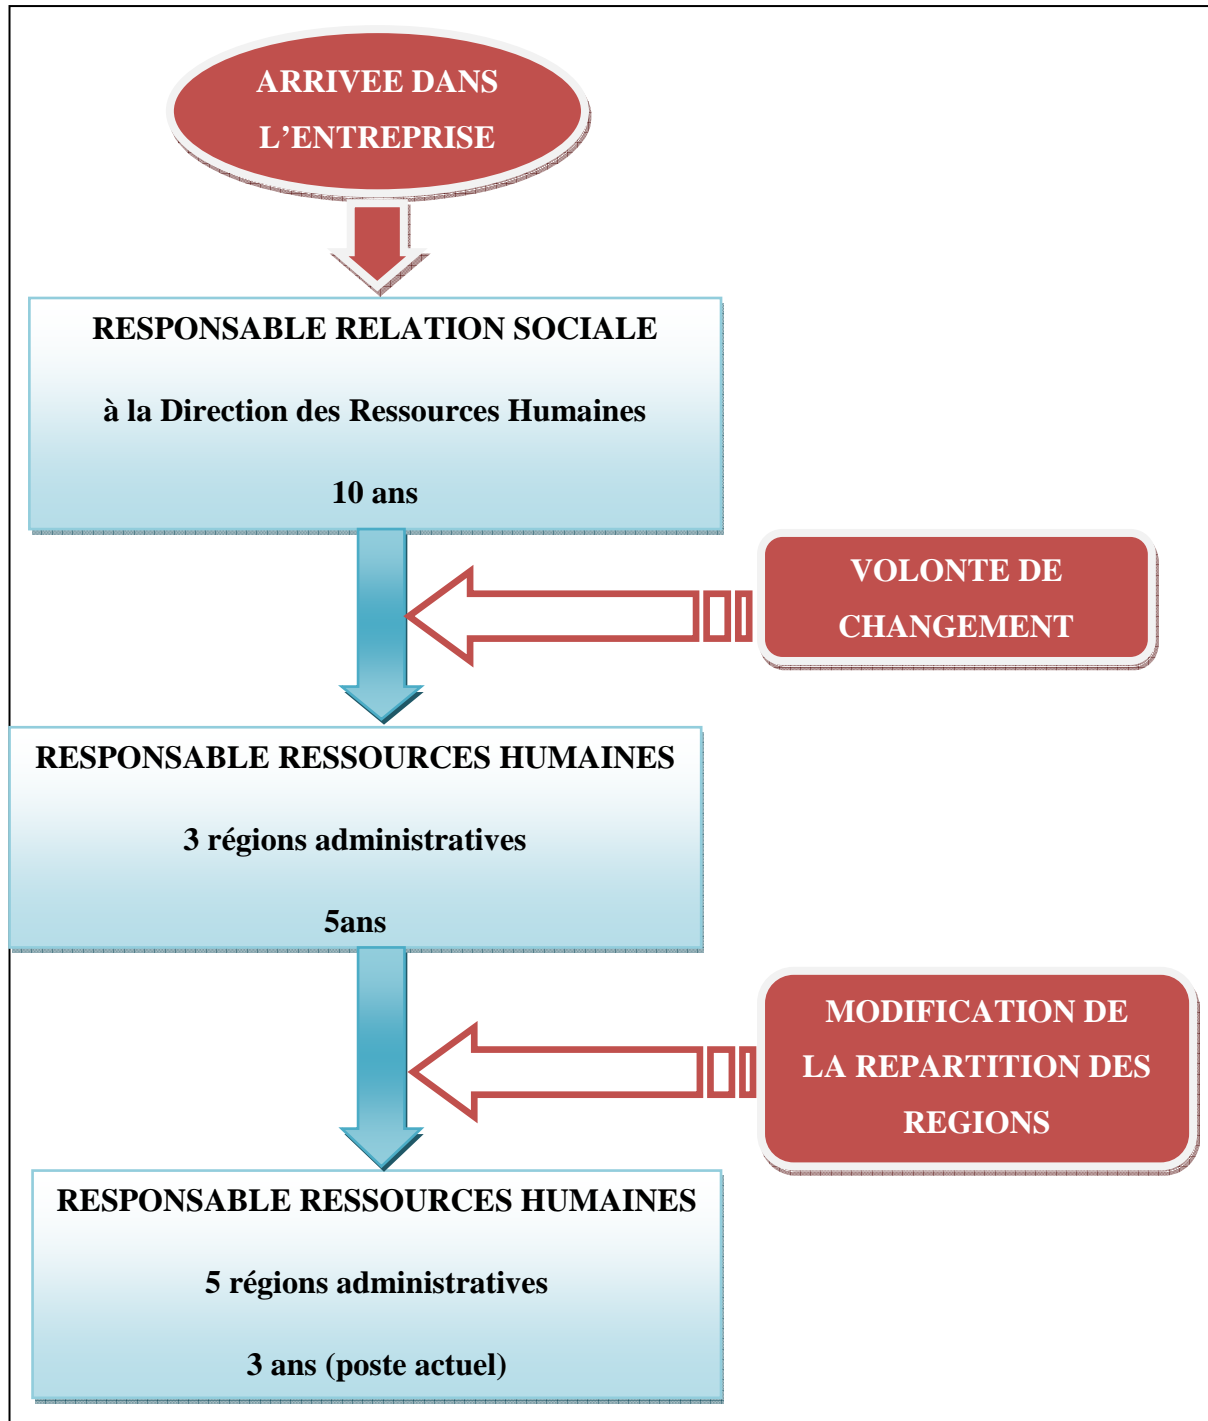 ARRIVEE DANS
L’ENTREPRISE
RESPONSABLE RELATION SOCIALE
à la Direction des Ressources Humaines
10 ans
VOLONTE DE
CHANGEMENT
RESPONSABLE RESSOURCES HUMAINES
3 régions administratives
5ans
MODIFICATION DE
LA REPARTITION DES
REGIONS
RESPONSABLE RESSOURCES HUMAINES
5 régions administratives
3 ans (poste actuel)